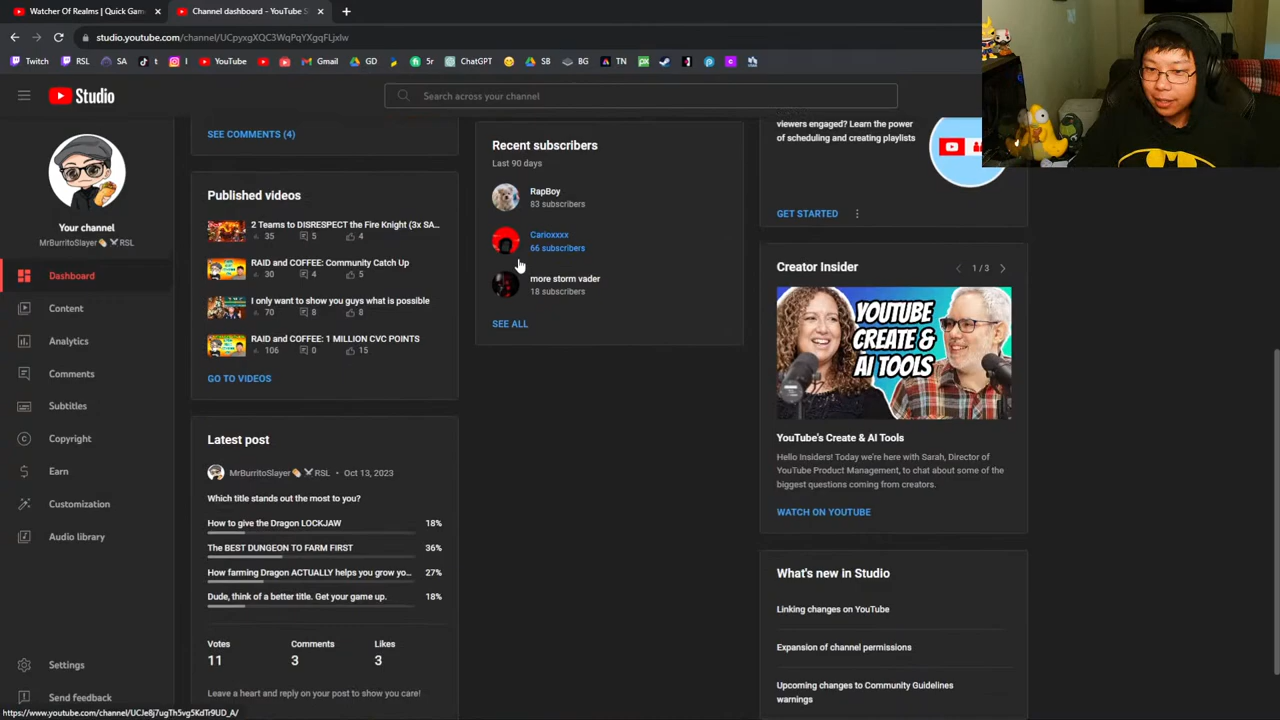 Watcher Of Realms | Quick Gam
Channel dashboard - YouTube S
studio.youtube.com/channel/UCpyxgXQC3WqPqYXgqFLjxlw
Twitch
RSL
SA
t
I
YouTube
Gmail
GD
5r
ChatGPT
SB
BG
TN
Studio
Search across your channel
Your channel
MrBurritoSlayer🌯⚔️RSL
Dashboard
Content
Analytics
Comments
Subtitles
Copyright
Earn
Customization
Audio library
Settings
Send feedback
SEE COMMENTS (4)
Published videos
2 Teams to DISRESPECT the Fire Knight (3x SA...
35 5 4
RAID and COFFEE: Community Catch Up
30 4 5
I only want to show you guys what is possible
70 8 8
RAID and COFFEE: 1 MILLION CVC POINTS
106 0 15
GO TO VIDEOS
Latest post
MrBurritoSlayer🌯⚔️RSL • Oct 13, 2023
Which title stands out the most to you?
How to give the Dragon LOCKJAW 18%
The BEST DUNGEON TO FARM FIRST 36%
How farming Dragon ACTUALLY helps you grow yo... 27%
Dude, think of a better title. Get your game up. 18%
Votes Comments Likes
11 3 3
Leave a heart and reply on your post to show you care!
Recent subscribers
Last 90 days
RapBoy
83 subscribers
Carioxxxx
66 subscribers
more storm vader
18 subscribers
SEE ALL
viewers engaged? Learn the power
of scheduling and creating playlists
GET STARTED
Creator Insider
1 / 3
YOUTUBE
CREATE &
AI TOOLS
YouTube's Create & AI Tools
Hello Insiders! Today we're here with Sarah, Director of
YouTube Product Management, to chat about some of the
biggest questions coming from creators.
WATCH ON YOUTUBE
What's new in Studio
Linking changes on YouTube
Expansion of channel permissions
Upcoming changes to Community Guidelines
warnings
https://www.youtube.com/channel/UCJe8j7ugTh5vg5KdTr9UD_A/